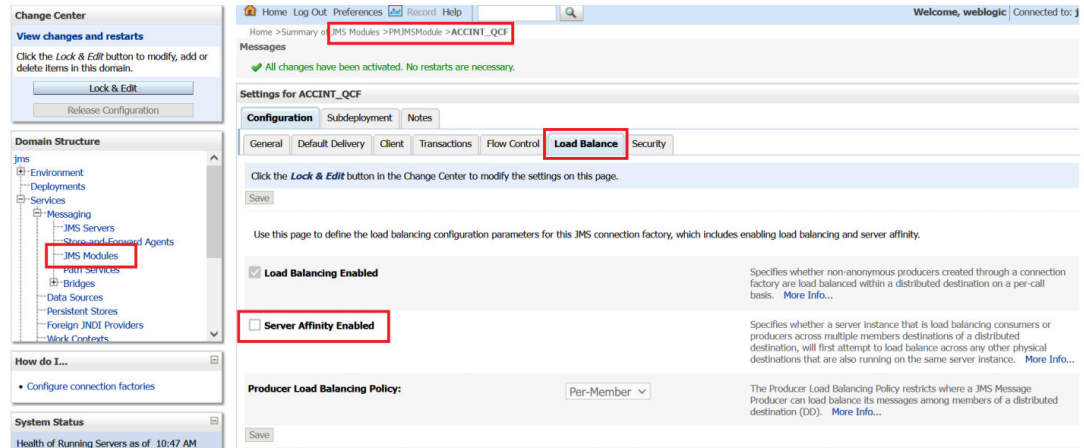 Change Center
View changes and restarts
Click the Lock & Edit button to modify, add or
delete items in this domain.
Lock & Edit
Release Configuration
Domain Structure
jms
Environment
Deployments
Services
Messaging
JMS Servers
Store-and-Forward Agents
JMS Modules
Path Services
Bridges
Data Sources
Persistent Stores
Foreign JNDI Providers
Work Contexts
How do I...
Configure connection factories
System Status
Health of Running Servers as of 10:47 AM
Home Log Out Preferences Record Help
Welcome, weblogic Connected to: j
Home >Summary of JMS Modules >PMJMSModule >ACCINT_QCF
Messages
All changes have been activated. No restarts are necessary.
Settings for ACCINT_QCF
Configuration Subdeployment Notes
General Default Delivery Client Transactions Flow Control Load Balance Security
Click the Lock & Edit button in the Change Center to modify the settings on this page.
Save
Use this page to define the load balancing configuration parameters for this JMS connection factory, which includes enabling load balancing and server affinity.
Load Balancing Enabled
Specifies whether non-anonymous producers created through a connection
factory are load balanced within a distributed destination on a per-call
basis. More Info...
Server Affinity Enabled
Specifies whether a server instance that is load balancing consumers or
producers across multiple members destinations of a distributed
destination, will first attempt to load balance across any other physical
destinations that are also running on the same server instance. More Info...
Producer Load Balancing Policy:
Per-Member
The Producer Load Balancing Policy restricts where a JMS Message
Producer can load balance its messages among members of a distributed
destination (DD). More Info...
Save